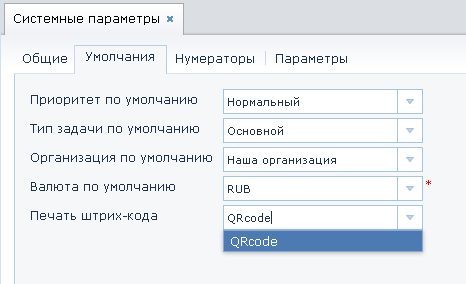 Системные параметры ×
Общие Умолчания Нумераторы Параметры
Приоритет по умолчанию Нормальный
Тип задачи по умолчанию Основной
Организация по умолчанию Наша организация
Валюта по умолчанию RUB *
Печать штрих-кода QRcode
QRcode